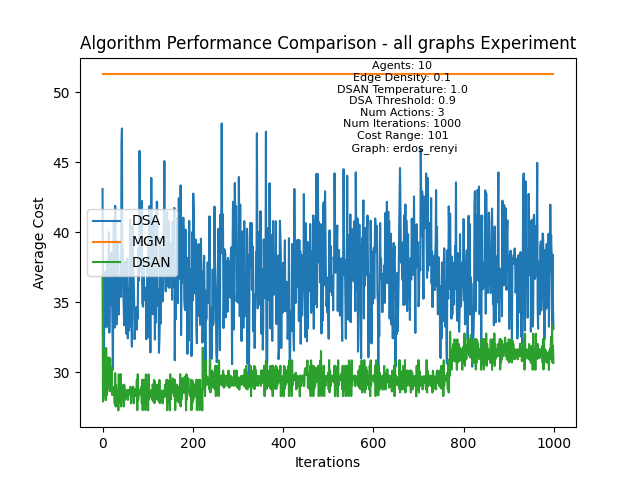 Algorithm Performance Comparison - all graphs Experiment
Agents: 10
Edge Density: 0.1
DSAN Temperature: 1.0
DSA Threshold: 0.9
Num Actions: 3
Num Iterations: 1000
Cost Range: 101
Graph: erdos_renyi
50
45
40
35
30
Average Cost
DSA
MGM
DSAN
0 200 400 600 800 1000
Iterations